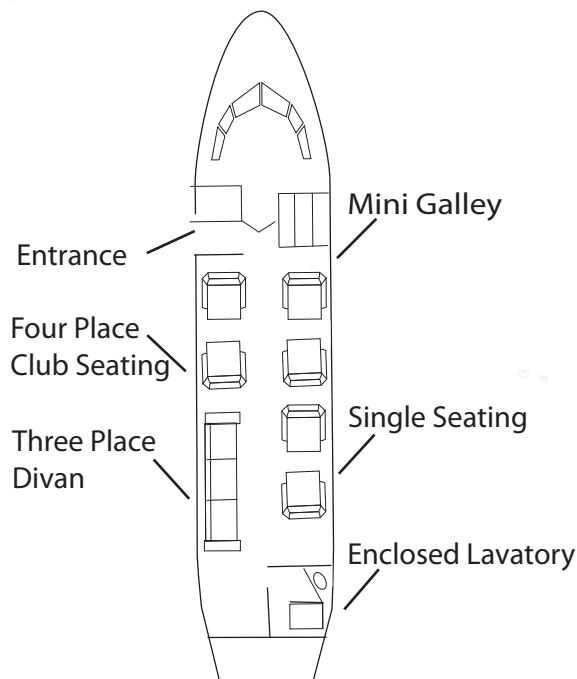 Mini Galley
Entrance
Four Place
Club Seating
Single Seating
Three Place
Divan
Enclosed Lavatory